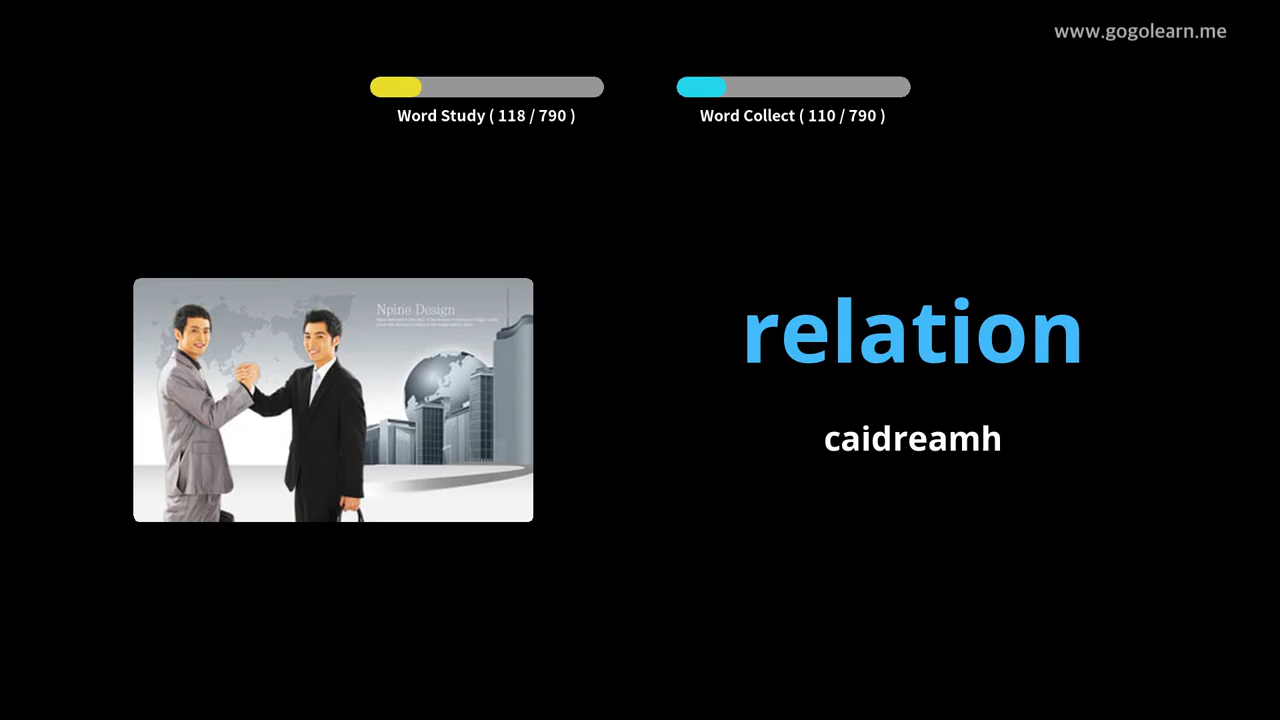 www.gogolearn.me
Word Study ( 118 / 790 )
Word Collect ( 110 / 790 )
Npine Design
relation
caidreamh